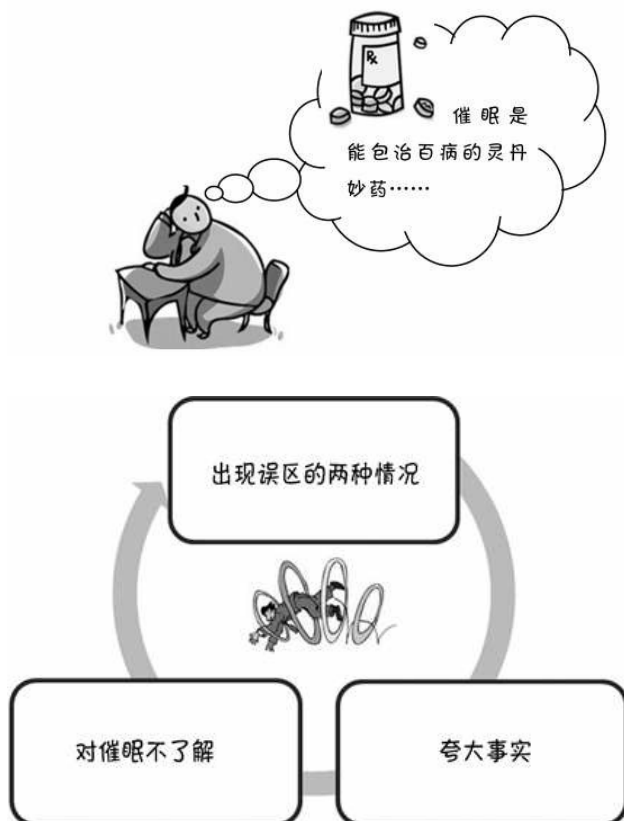 ℞
催眠是
能包治百病的灵丹
妙药……
出现误区的两种情况
对催眠不了解
夸大事实